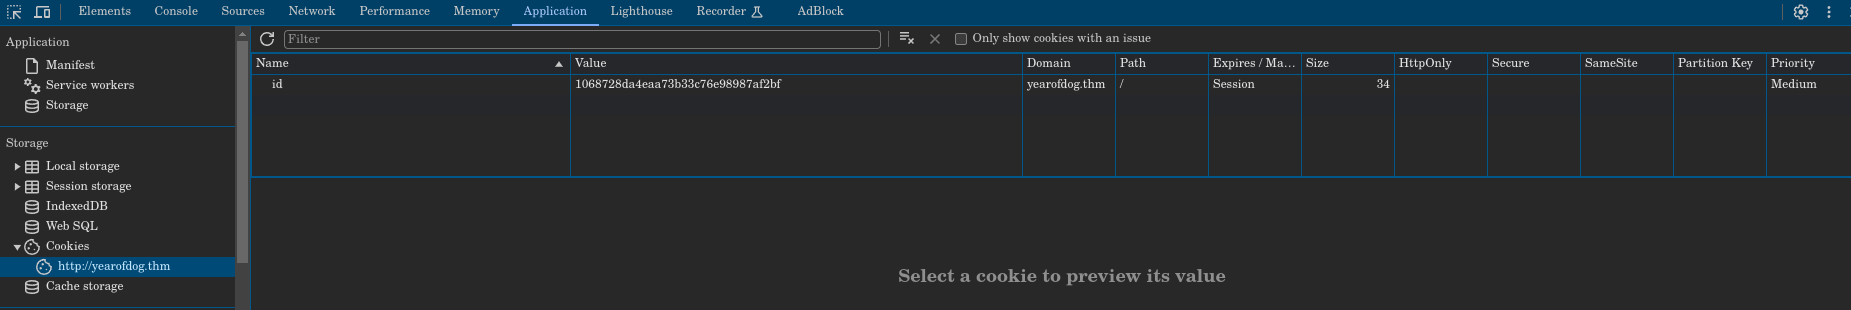 Elements Console Sources Network Performance Memory Application Lighthouse Recorder AdBlock
Application
Manifest
Service workers
Storage
Storage
Local storage
Session storage
IndexedDB
Web SQL
Cookies
http://yearofdog.thm
Cache storage
Filter Only show cookies with an issue
Name Value Domain Path Expires / Ma... Size HttpOnly Secure SameSite Partition Key Priority
id 1068728da4eaa73b33c76e98987af2bf yearofdog.thm / Session 34 Medium
Select a cookie to preview its value